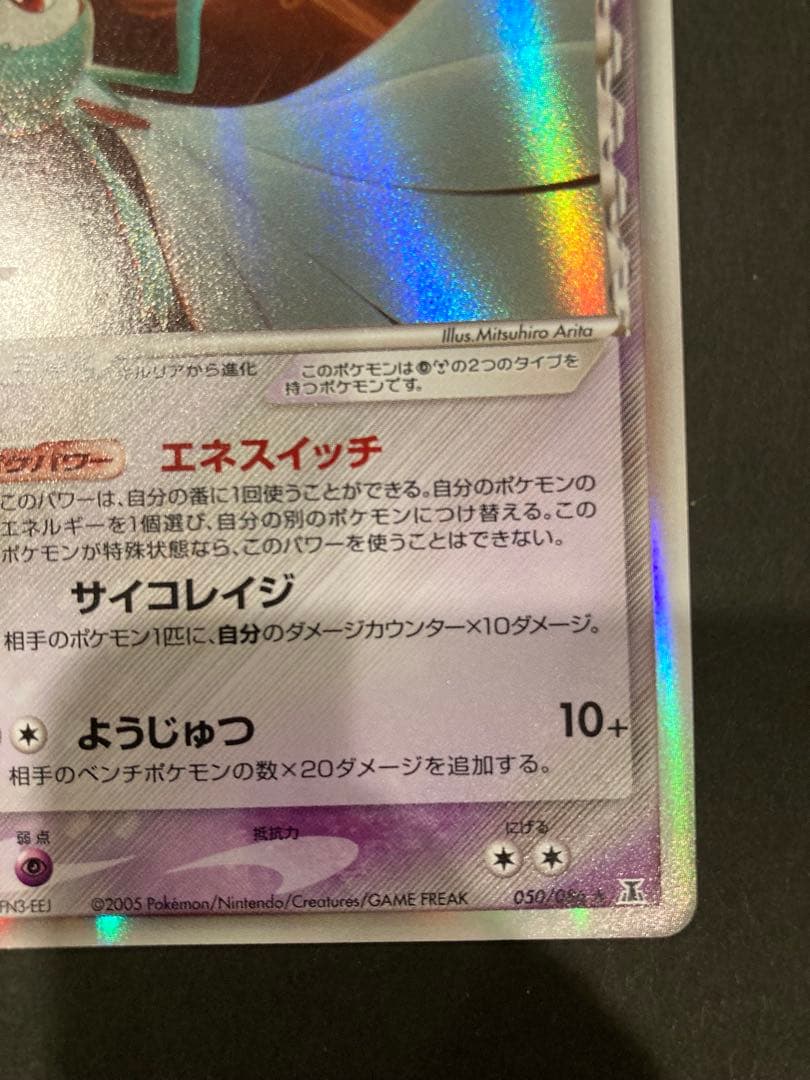 Illus.Mitsuhiro Arita
ルリアから進化
このポケモンはの2つのタイプを
持つポケモンです。
ポケパワー エネスイッチ
このパワーは、自分の番に1回使うことができる。自分のポケモンの
エネルギーを1個選び、自分の別のポケモンにつけ替える。この
ポケモンが特殊状態なら、このパワーを使うことはできない。
サイコレイジ
相手のポケモン1匹に、自分のダメージカウンター×10ダメージ。
ようじゅつ 10+
相手のベンチポケモンの数×20ダメージを追加する。
弱点 抵抗力 にげる
FN3-EEJ ©2005 Pokémon/Nintendo/Creatures/GAME FREAK 050/086 ★